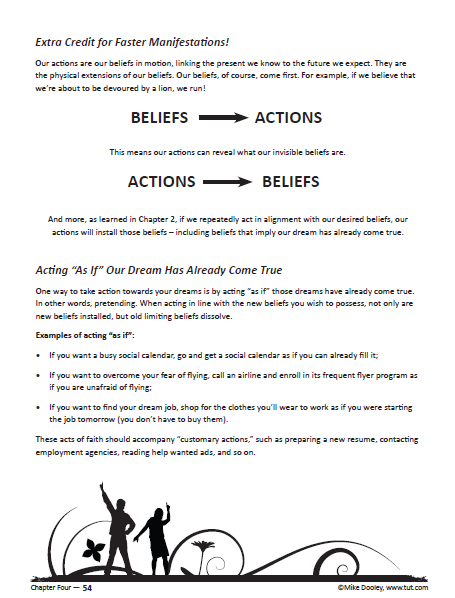 Extra Credit for Faster Manifestations!
Our actions are our beliefs in motion, linking the present we know to the future we expect. They are
the physical extensions of our beliefs. Our beliefs, of course, come first. For example, if we believe that
we're about to be devoured by a lion, we run!
BELIEFS ACTIONS
This means our actions can reveal what our invisible beliefs are.
ACTIONS BELIEFS
And more, as learned in Chapter 2, if we repeatedly act in alignment with our desired beliefs, our
actions will install those beliefs – including beliefs that imply our dream has already come true.
Acting “As If” Our Dream Has Already Come True
One way to take action towards your dreams is by acting “as if” those dreams have already come true.
In other words, pretending. When acting in line with the new beliefs you wish to possess, not only are
new beliefs installed, but old limiting beliefs dissolve.
Examples of acting “as if”:
• If you want a busy social calendar, go and get a social calendar as if you can already fill it;
• If you want to overcome your fear of flying, call an airline and enroll in its frequent flyer program as
if you are unafraid of flying;
• If you want to find your dream job, shop for the clothes you'll wear to work as if you were starting
the job tomorrow (you don't have to buy them).
These acts of faith should accompany “customary actions,” such as preparing a new resume, contacting
employment agencies, reading help wanted ads, and so on.
Chapter Four — 54 ©Mike Dooley, www.tut.com